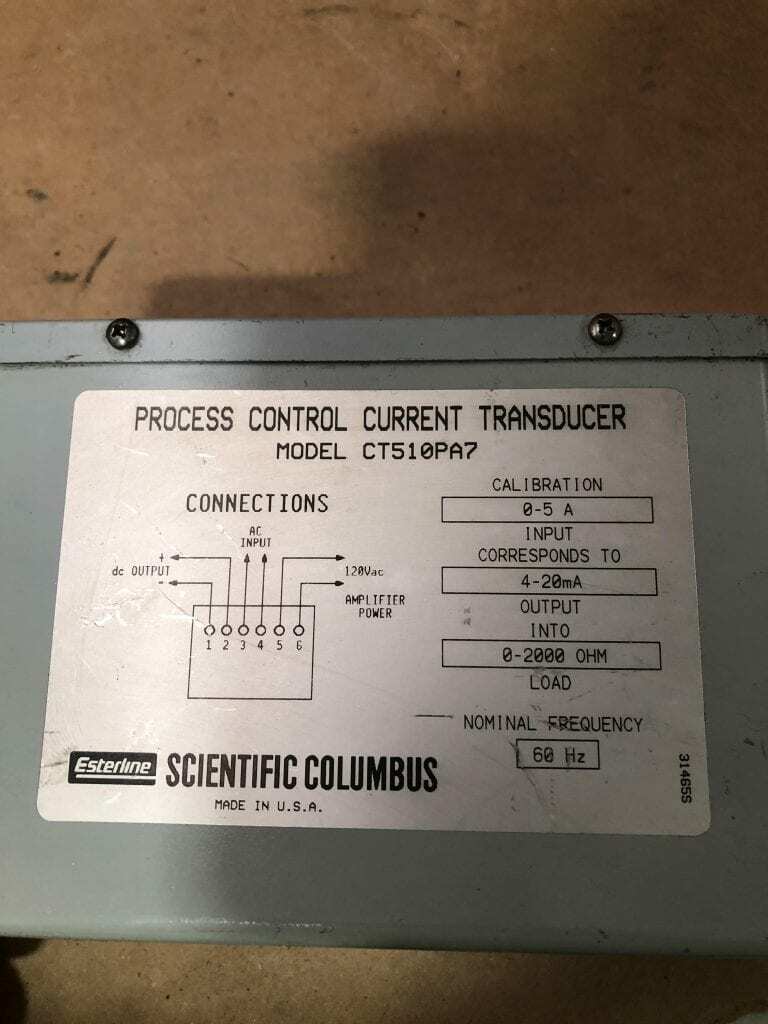 PROCESS CONTROL CURRENT TRANSDUCER
MODEL CT510PA7
CONNECTIONS
AC
INPUT
+
dc OUTPUT
-
120Vac
AMPLIFIER
POWER
1 2 3 4 5 6
CALIBRATION
0-5 A
INPUT
CORRESPONDS TO
4-20mA
OUTPUT
INTO
0-2000 OHM
LOAD
NOMINAL FREQUENCY
60 Hz
Esterline SCIENTIFIC COLUMBUS
MADE IN U.S.A.
31465S